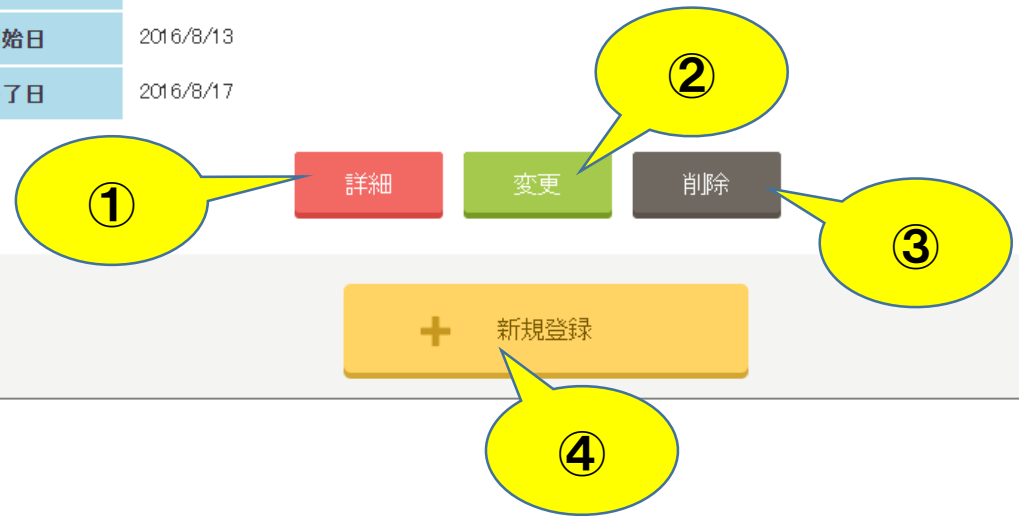 始日 2016/8/13
了日 2016/8/17
②
①
詳細 変更 削除
③
+ 新規登録
④